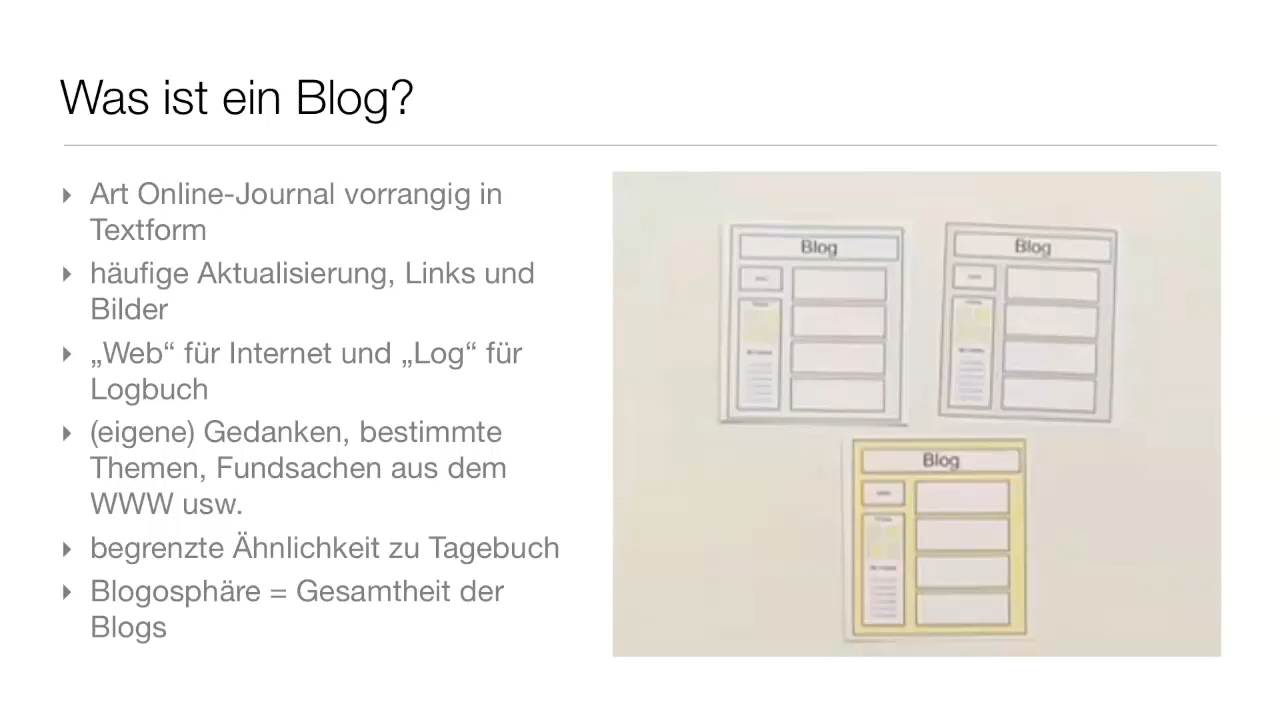 Was ist ein Blog?
Art Online-Journal vorrangig in
Textform
häufige Aktualisierung, Links und
Bilder
„Web“ für Internet und „Log“ für
Logbuch
(eigene) Gedanken, bestimmte
Themen, Fundsachen aus dem
WWW usw.
begrenzte Ähnlichkeit zu Tagebuch
Blogosphäre = Gesamtheit der
Blogs
Blog
Blog
Blog